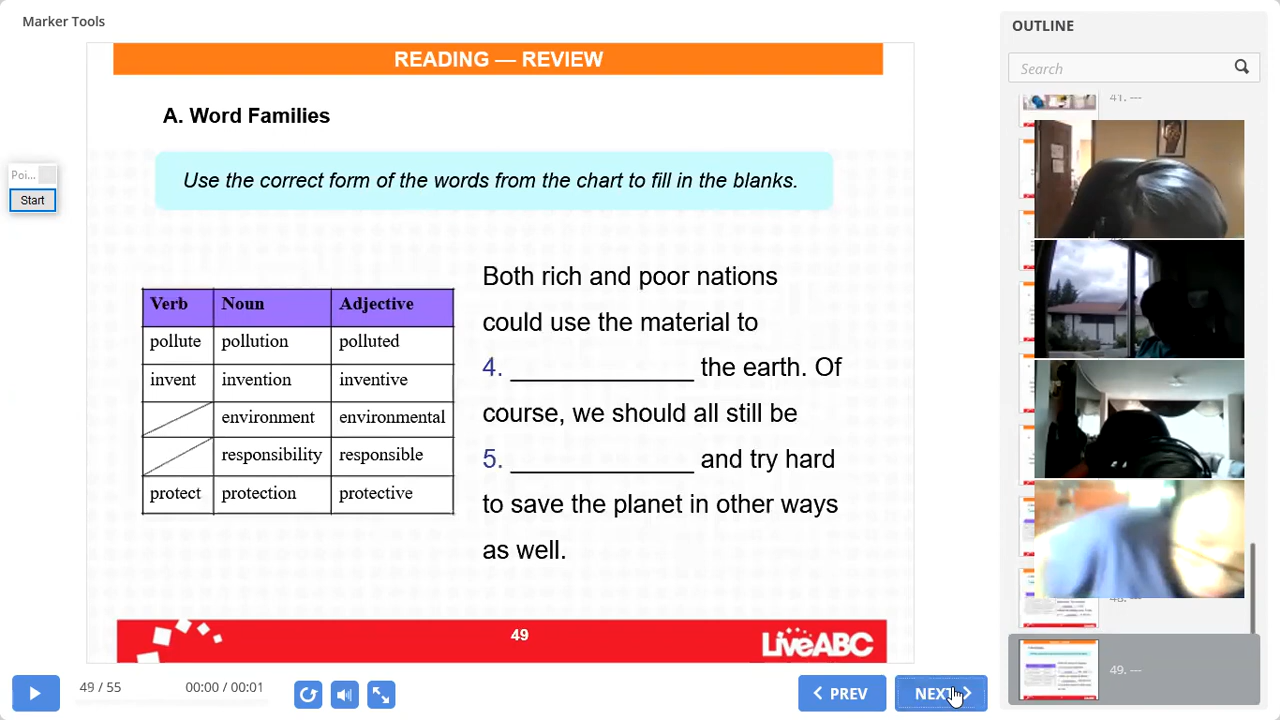 Marker Tools
OUTLINE
READING — REVIEW
Search
41. ---
A. Word Families
Poi...
Start
Use the correct form of the words from the chart to fill in the blanks.
Verb Noun Adjective
pollute pollution polluted
invent invention inventive
environment environmental
responsibility responsible
protect protection protective
Both rich and poor nations
could use the material to
4. ______________ the earth. Of
course, we should all still be
5. ______________ and try hard
to save the planet in other ways
as well.
49
LiveABC
49. ---
49 / 55
00:00 / 00:01
PREV
NEXT